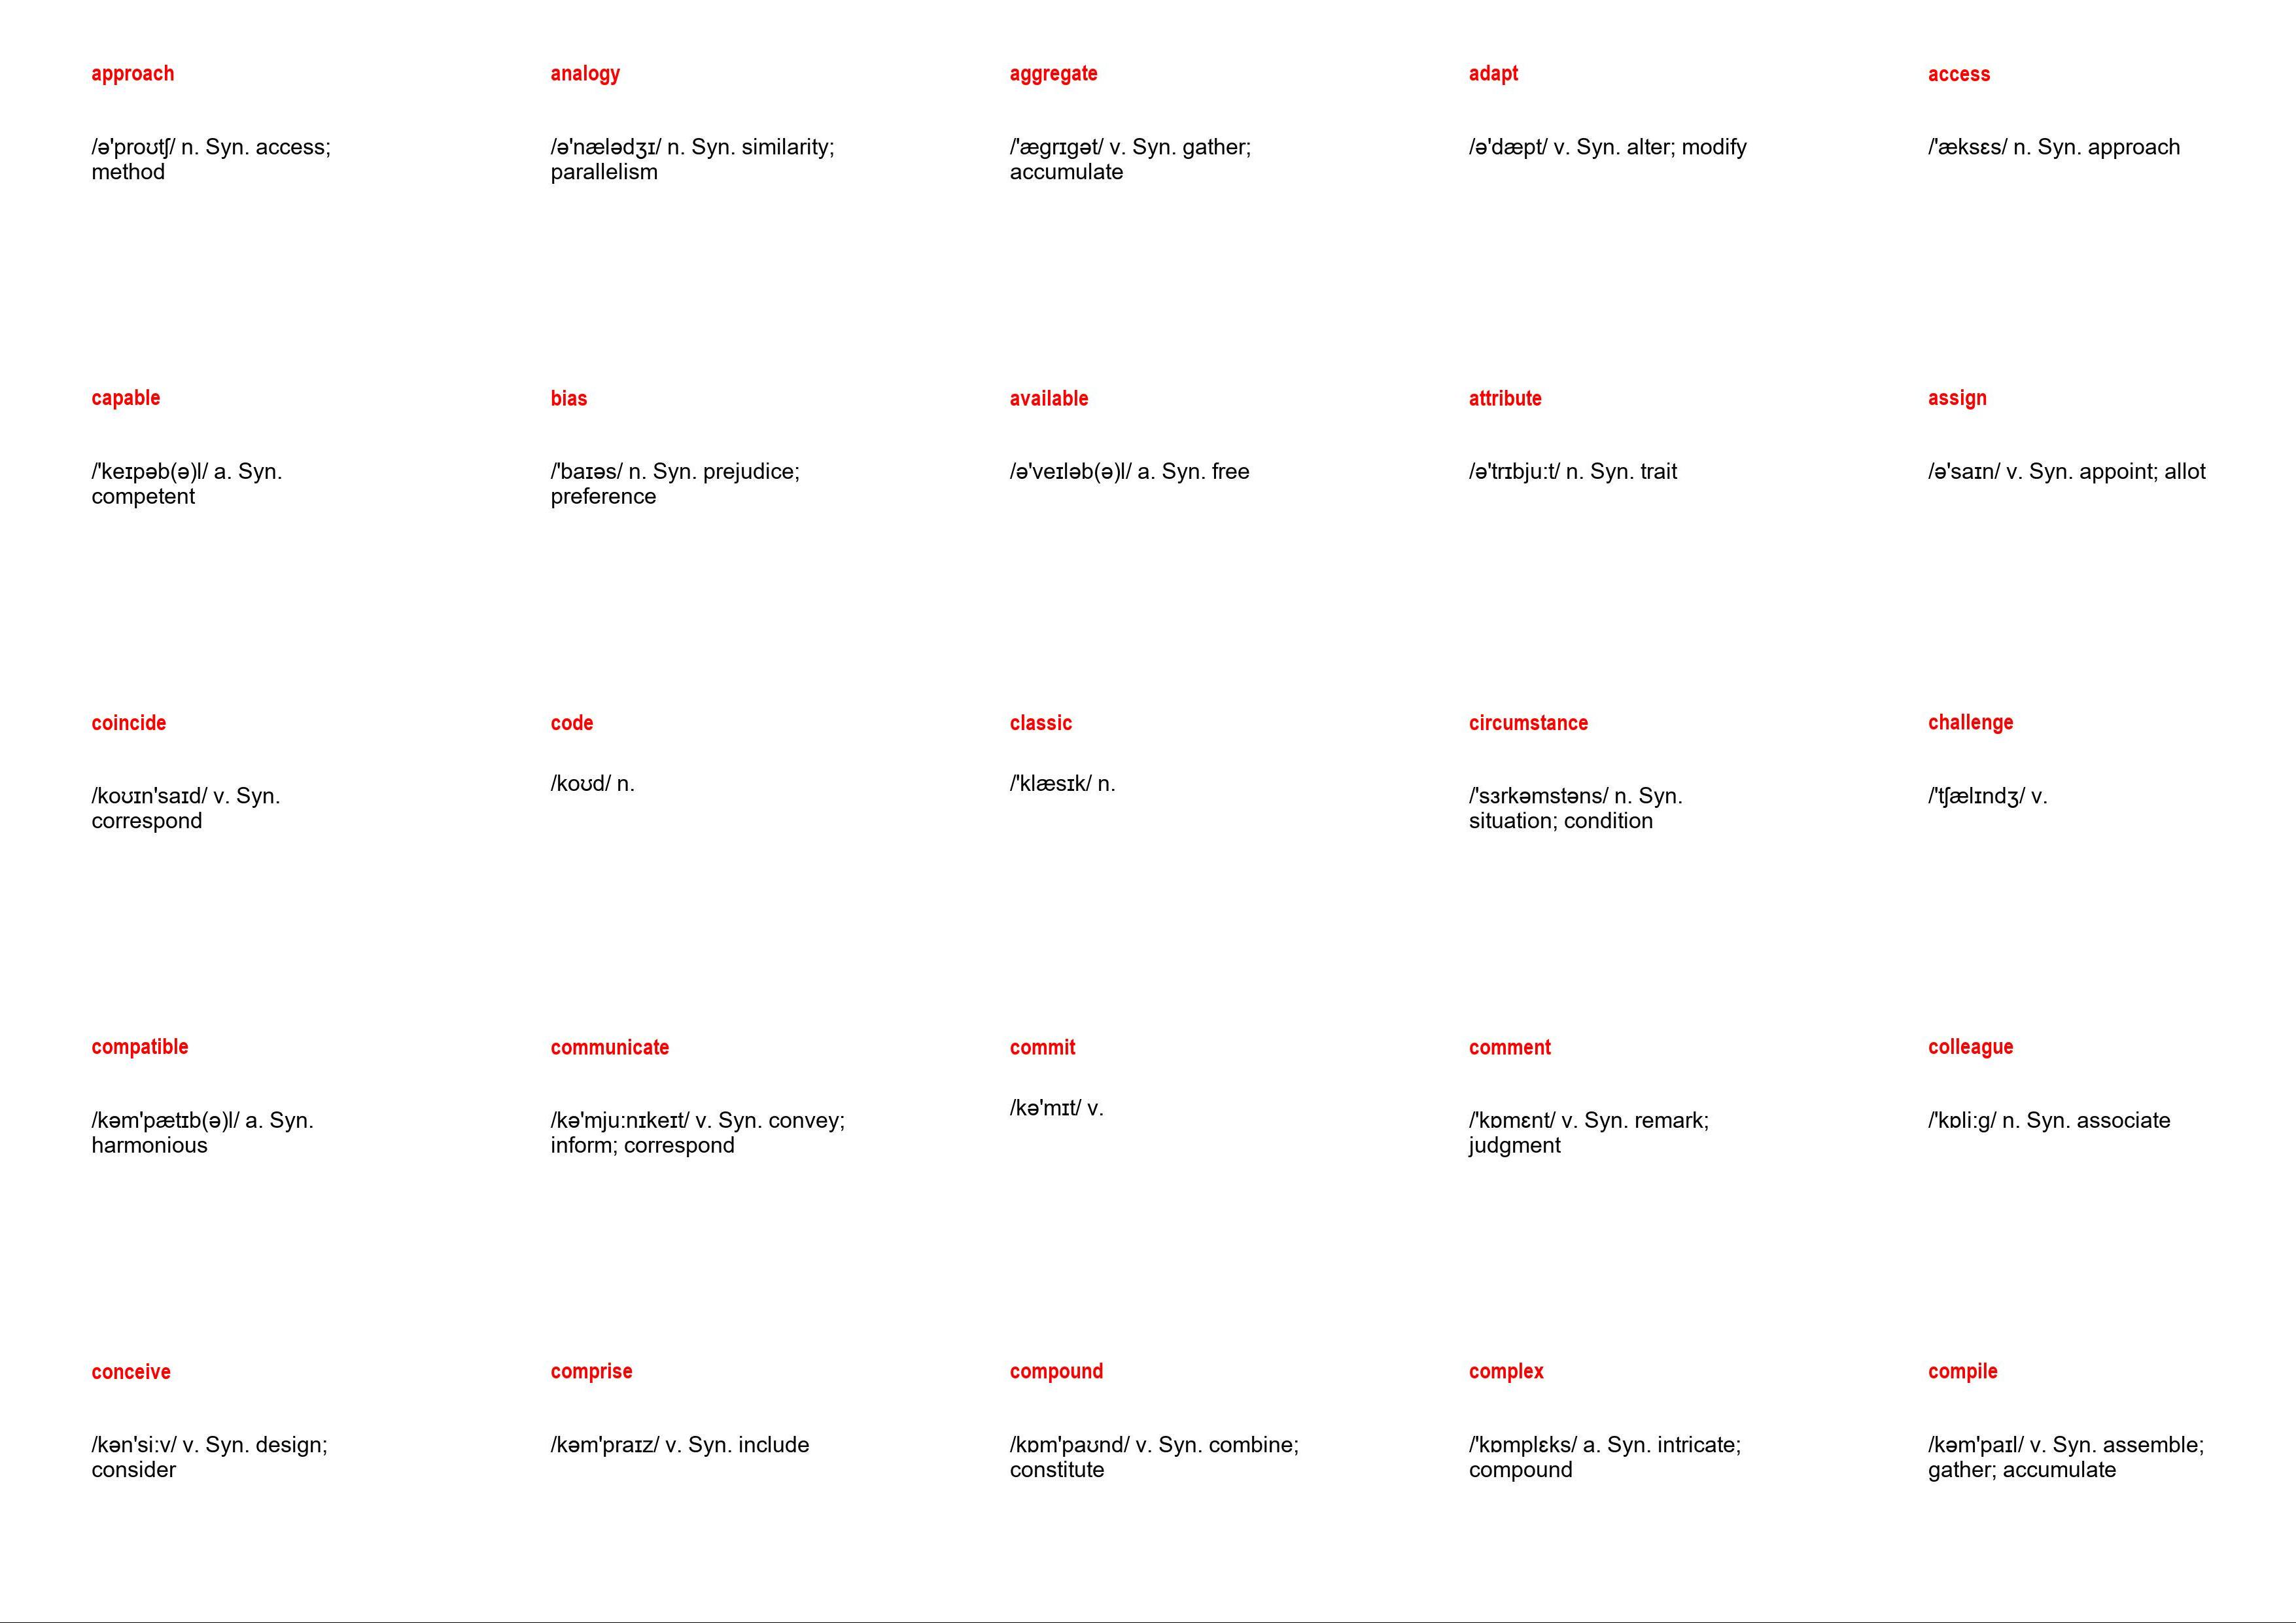 approach
/ə'proʊtʃ/ n. Syn. access;
method
analogy
/ə'nælədʒɪ/ n. Syn. similarity;
parallelism
aggregate
/'ægrɪgət/ v. Syn. gather;
accumulate
adapt
/ə'dæpt/ v. Syn. alter; modify
access
/'æksɛs/ n. Syn. approach
capable
/'keɪpəb(ə)l/ a. Syn.
competent
bias
/'baɪəs/ n. Syn. prejudice;
preference
available
/ə'veɪləb(ə)l/ a. Syn. free
attribute
/ə'trɪbju:t/ n. Syn. trait
assign
/ə'saɪn/ v. Syn. appoint; allot
coincide
/koʊɪn'saɪd/ v. Syn.
correspond
code
/koʊd/ n.
classic
/'klæsɪk/ n.
circumstance
/'sɜrkəmstəns/ n. Syn.
situation; condition
challenge
/'tʃælɪndʒ/ v.
compatible
/kəm'pætɪb(ə)l/ a. Syn.
harmonious
communicate
/kə'mju:nɪkeɪt/ v. Syn. convey;
inform; correspond
commit
/kə'mɪt/ v.
comment
/'kɒmɛnt/ v. Syn. remark;
judgment
colleague
/'kɒli:g/ n. Syn. associate
conceive
/kən'si:v/ v. Syn. design;
consider
comprise
/kəm'praɪz/ v. Syn. include
compound
/kɒm'paʊnd/ v. Syn. combine;
constitute
complex
/'kɒmplɛks/ a. Syn. intricate;
compound
compile
/kəm'paɪl/ v. Syn. assemble;
gather; accumulate